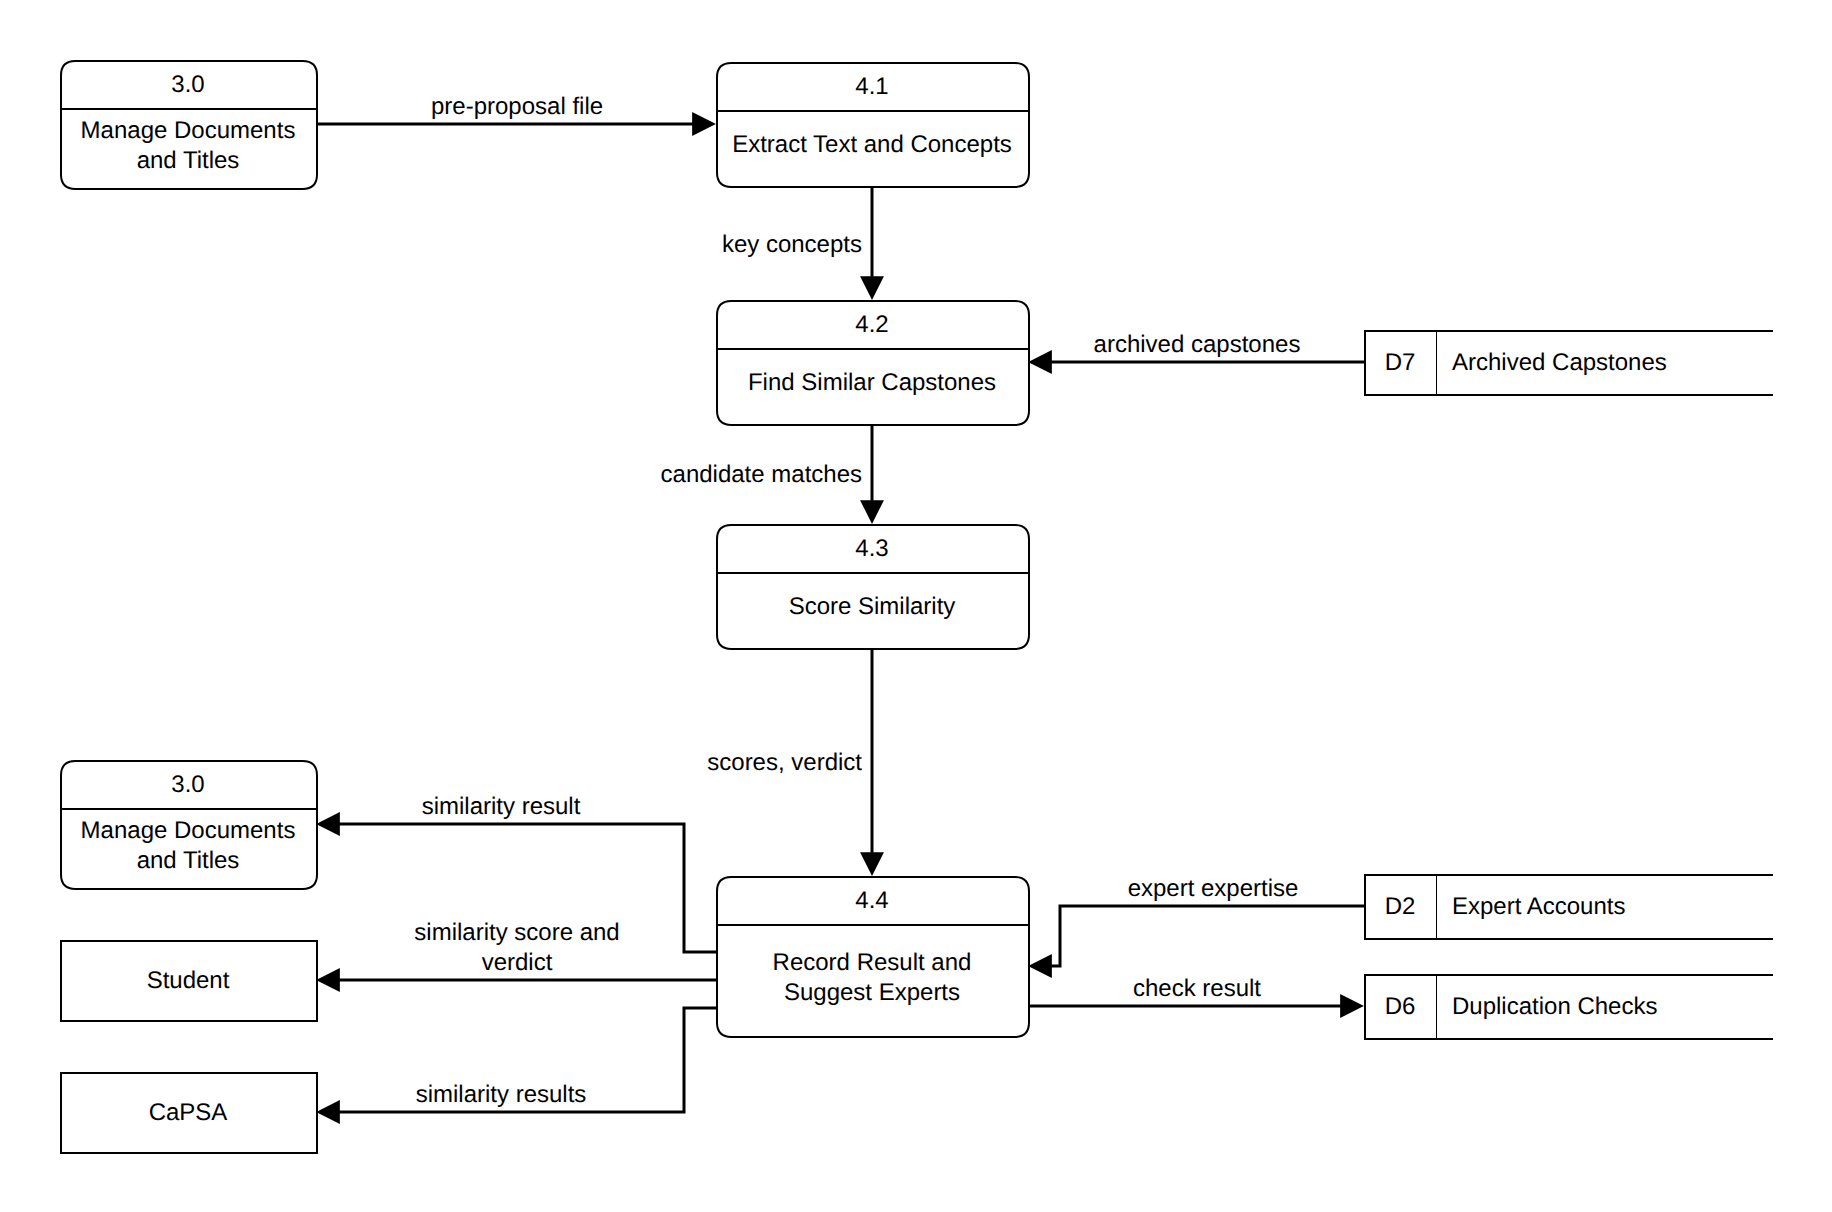 3.0
Manage Documents
and Titles
pre-proposal file
4.1
Extract Text and Concepts
key concepts
4.2
Find Similar Capstones
archived capstones
D7
Archived Capstones
candidate matches
4.3
Score Similarity
scores, verdict
3.0
Manage Documents
and Titles
similarity result
4.4
Record Result and
Suggest Experts
expert expertise
D2
Expert Accounts
similarity score and
verdict
Student
check result
D6
Duplication Checks
similarity results
CaPSA